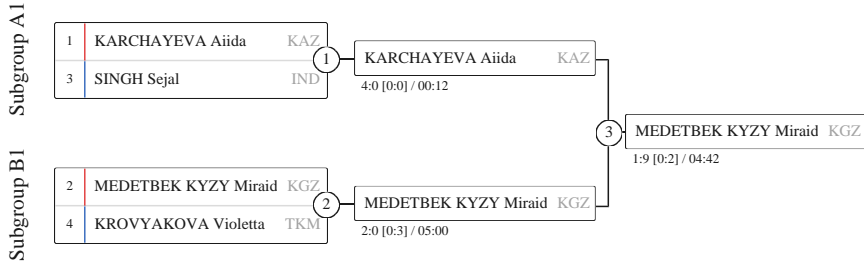 Subgroup A1
1 KARCHAYEVA Aiida KAZ
3 SINGH Sejal IND
1
KARCHAYEVA Aiida KAZ
4:0 [0:0] / 00:12
3
MEDETBEK KYZY Miraid KGZ
1:9 [0:2] / 04:42
Subgroup B1
2 MEDETBEK KYZY Miraid KGZ
4 KROVYAKOVA Violetta TKM
2
MEDETBEK KYZY Miraid KGZ
2:0 [0:3] / 05:00